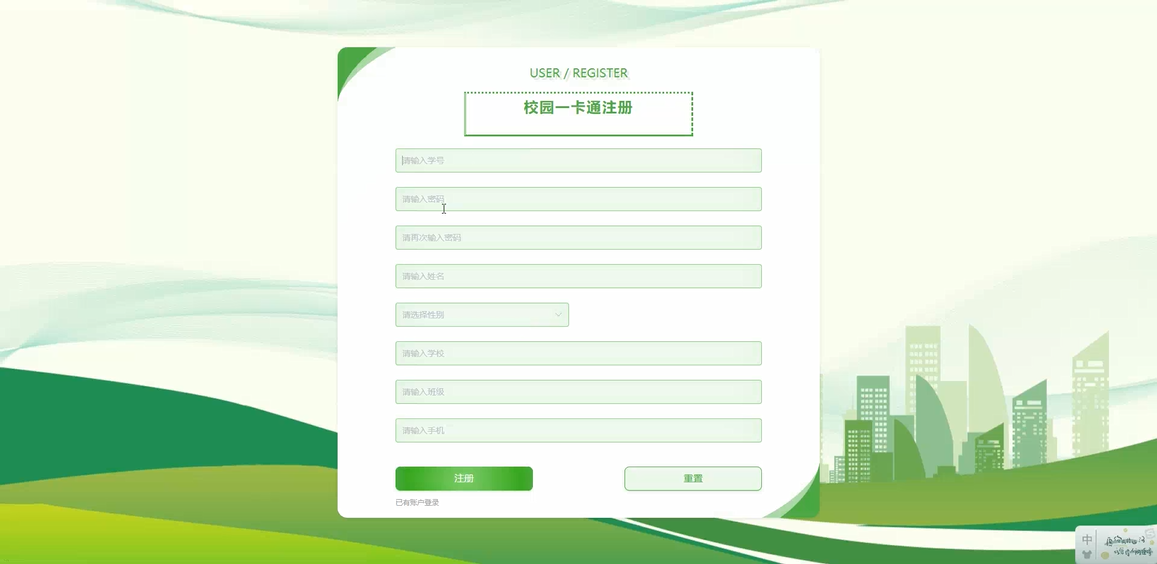 USER / REGISTER
校园一卡通注册
请输入学号
请输入密码
请再次输入密码
请输入姓名
请选择性别
请输入学校
请输入班级
请输入手机
注册
重置
已有账户登录
中